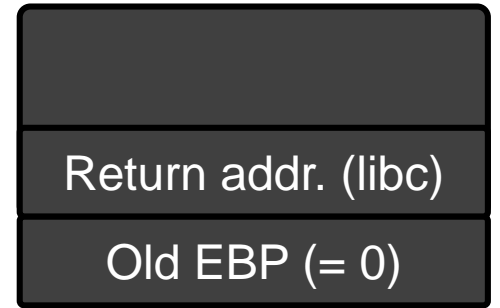 Return addr. (libc)
Old EBP (= 0)